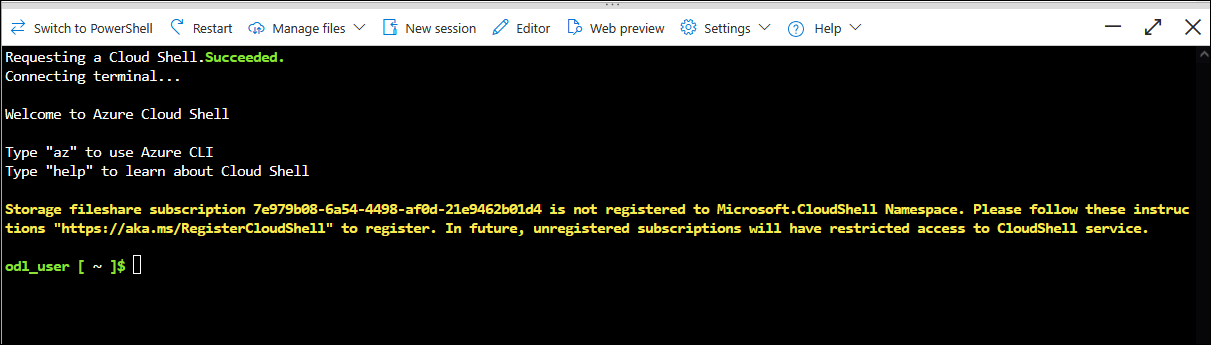 Switch to PowerShell Restart Manage files New session Editor Web preview Settings Help
Requesting a Cloud Shell.Succeeded.
Connecting terminal...
Welcome to Azure Cloud Shell
Type "az" to use Azure CLI
Type "help" to learn about Cloud Shell
Storage fileshare subscription 7e979b08-6a54-4498-af0d-21e9462b01d4 is not registered to Microsoft.CloudShell Namespace. Please follow these instruc
tions "https://aka.ms/RegisterCloudShell" to register. In future, unregistered subscriptions will have restricted access to CloudShell service.
odl_user [ ~ ]$